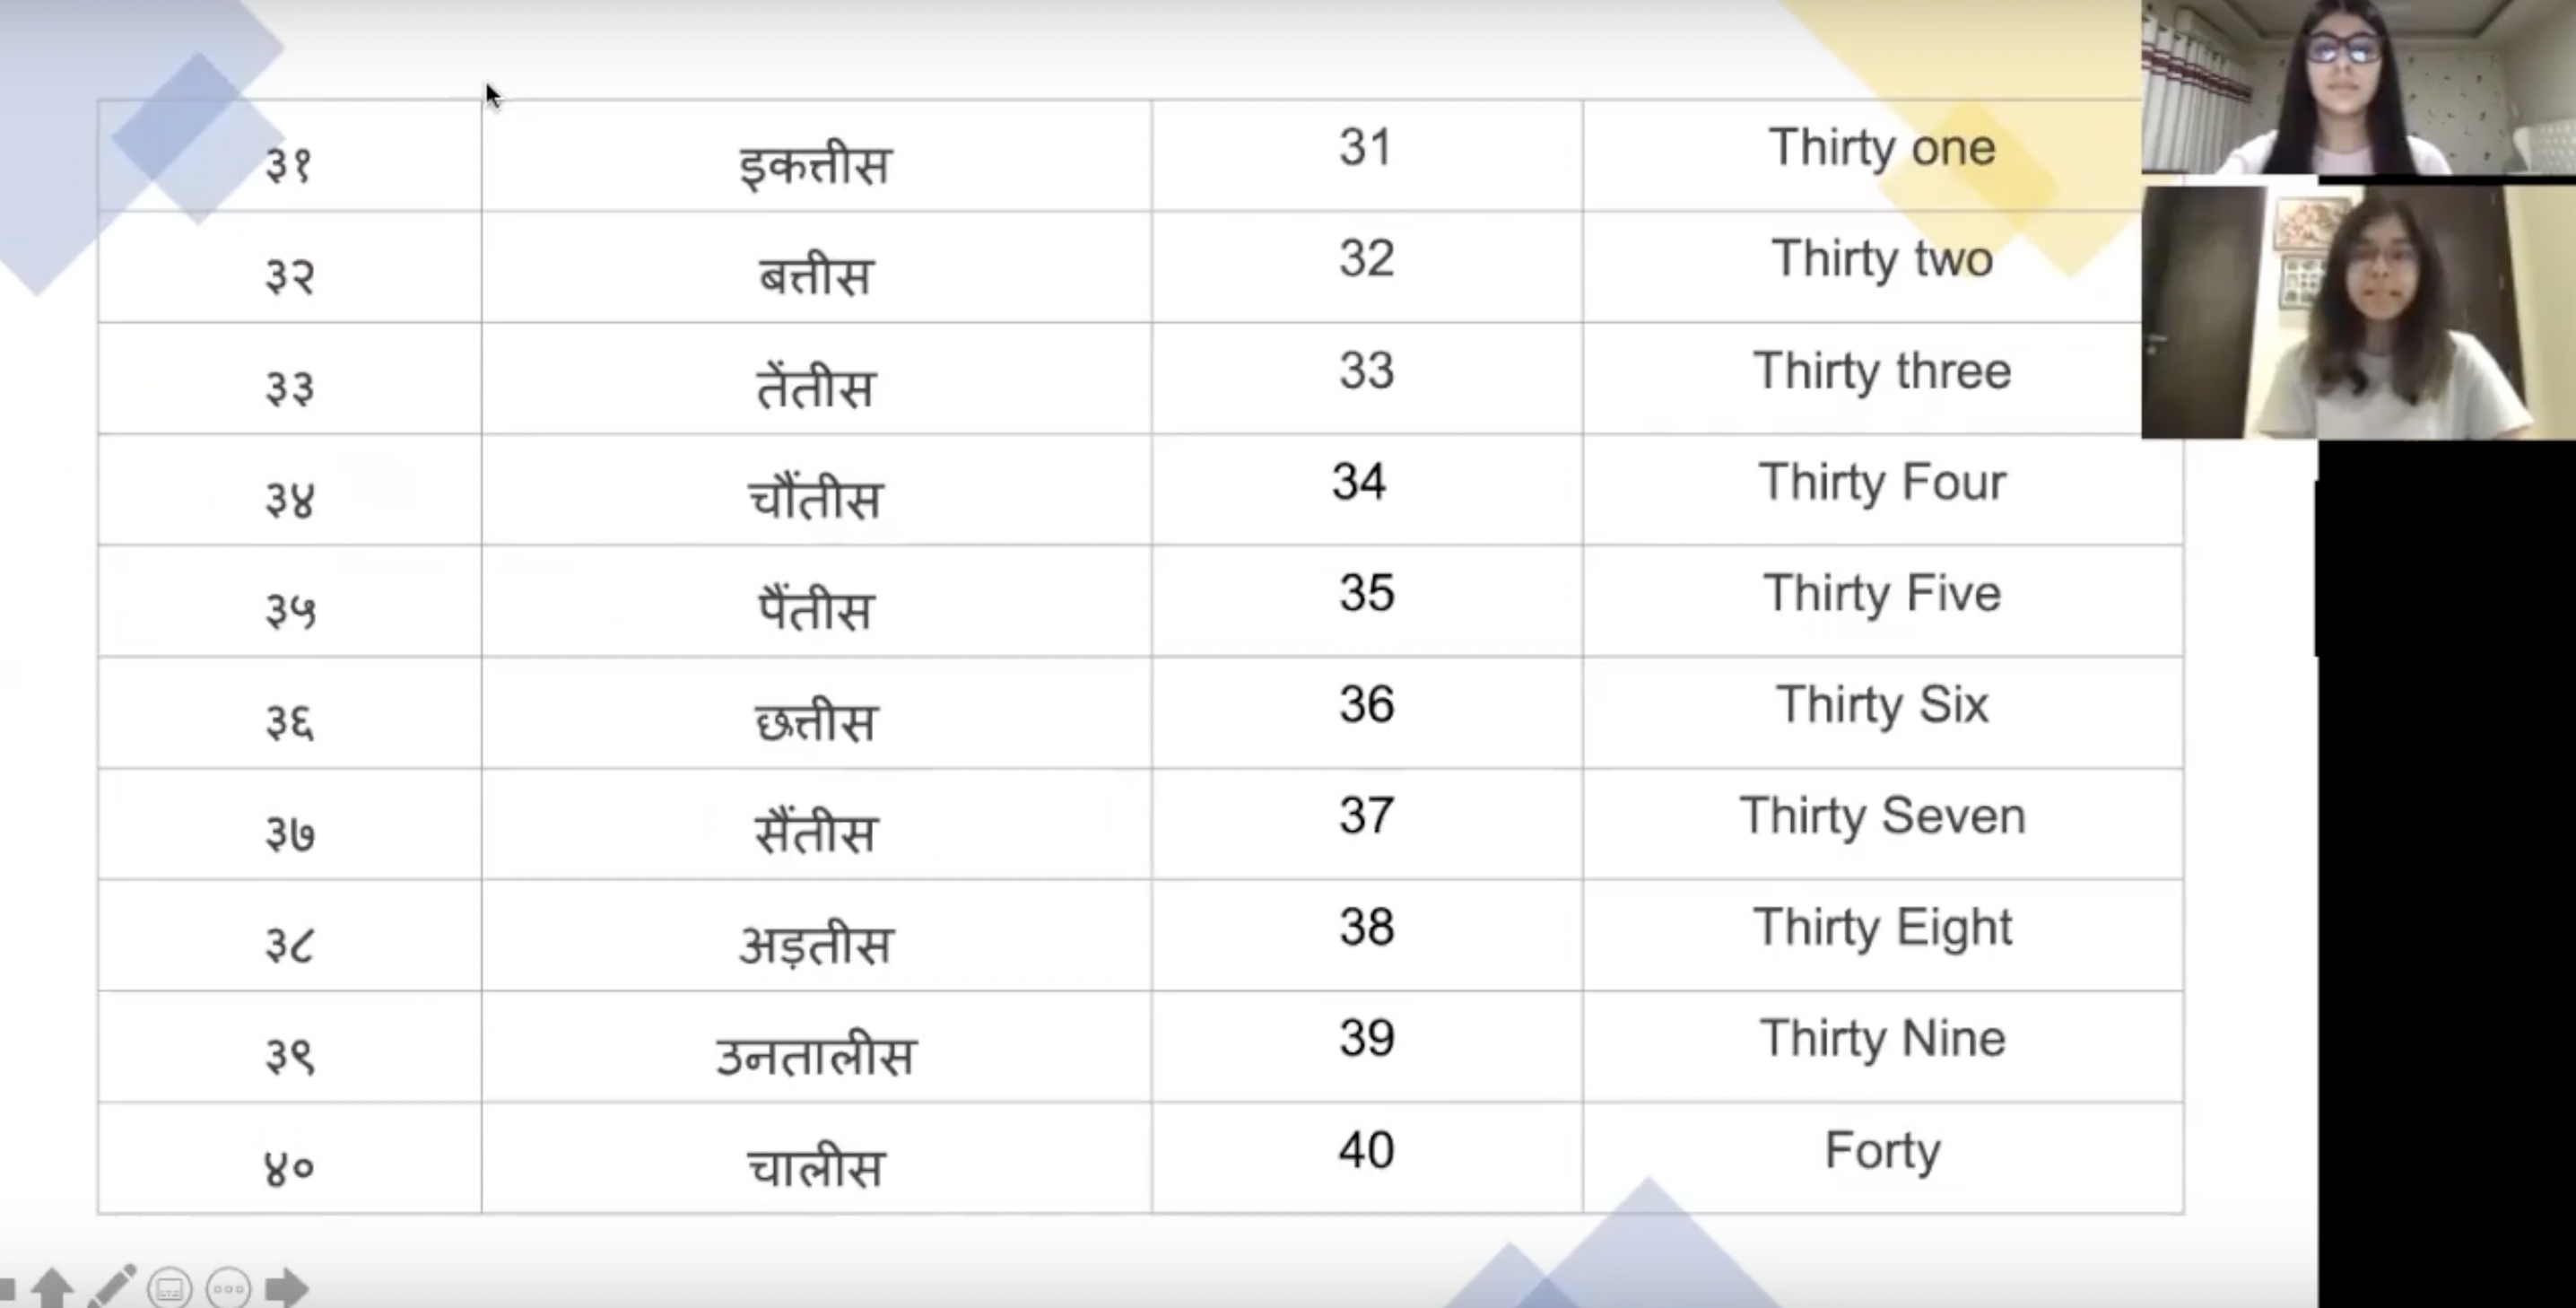 ३१ इकत्तीस 31 Thirty one
३२ बत्तीस 32 Thirty two
३३ तेंतीस 33 Thirty three
३४ चौंतीस 34 Thirty Four
३५ पैंतीस 35 Thirty Five
३६ छत्तीस 36 Thirty Six
३७ सैंतीस 37 Thirty Seven
३८ अड़तीस 38 Thirty Eight
३९ उनतालीस 39 Thirty Nine
४० चालीस 40 Forty